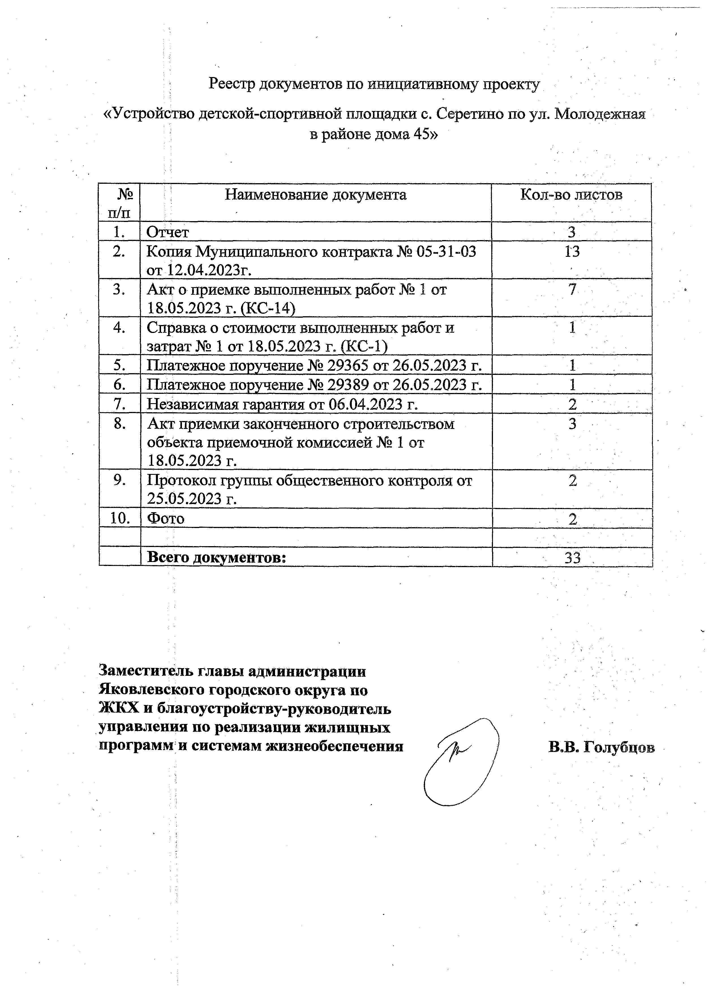 Реестр документов по инициативному проекту
«Устройство детской-спортивной площадки с. Серетино по ул. Молодежная
в районе дома 45»
№ Наименование документа Кол-во листов
п/п
1. Отчет 3
2. Копия Муниципального контракта № 05-31-03 13
от 12.04.2023г.
3. Акт о приемке выполненных работ № 1 от 7
18.05.2023 г. (КС-14)
4. Справка о стоимости выполненных работ и 1
затрат № 1 от 18.05.2023 г. (КС-1)
5. Платежное поручение № 29365 от 26.05.2023 г. 1
6. Платежное поручение № 29389 от 26.05.2023 г. 1
7. Независимая гарантия от 06.04.2023 г. 2
8. Акт приемки законченного строительством 3
объекта приемочной комиссией № 1 от
18.05.2023 г.
9. Протокол группы общественного контроля от 2
25.05.2023 г.
10. Фото 2
Всего документов: 33
Заместитель главы администрации
Яковлевского городского округа по
ЖКХ и благоустройству-руководитель
управления по реализации жилищных
программ и системам жизнеобеспечения В.В. Голубцов